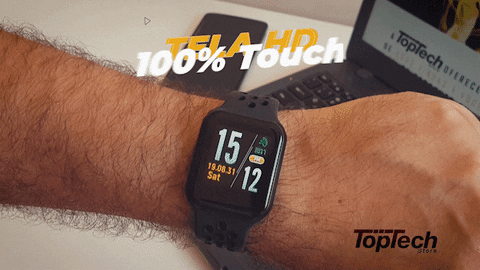 TELA HD
100% Touch
TopTech
15
19.08.31
Sat
12
TopTech
Store